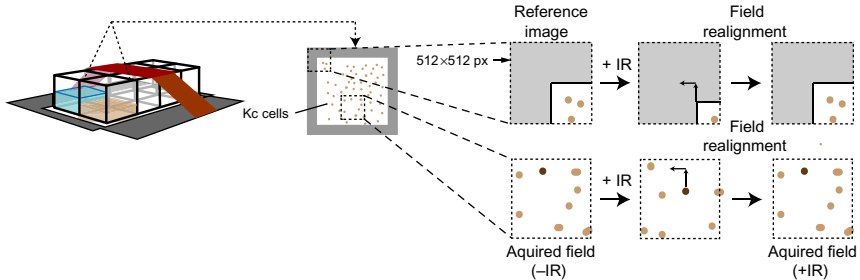 Reference
image
Field
realignment
512×512 px
+ IR
Kc cells
Field
realignment
+ IR
Aquired field
(–IR)
Aquired field
(+IR)